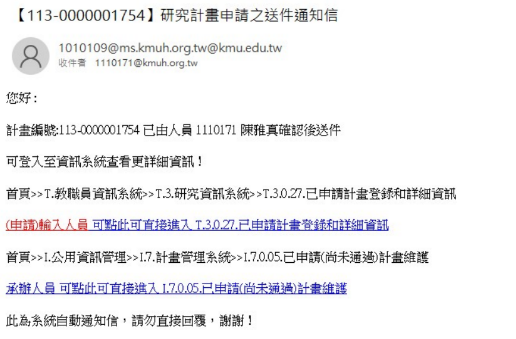 【113-0000001754】研究計畫申請之送件通知信
1010109@ms.kmuh.org.tw@kmu.edu.tw
收件者 1110171@kmuh.org.tw
您好：
計畫編號:113-0000001754 已由人員 1110171 陳雅真確認後送件
可登入至資訊系統查看更詳細資訊！
首頁>>T.教職員資訊系統>>T.3.研究資訊系統>>T.3.0.27.已申請計畫登錄和詳細資訊
(申請)輸入人員 可點此可直接進入 T.3.0.27.已申請計畫登錄和詳細資訊
首頁>>I.公用資訊管理>>I.7.計畫管理系統>>I.7.0.05.已申請(尚未通過)計畫維護
承辦人員 可點此可直接進入 I.7.0.05.已申請(尚未通過)計畫維護
此為系統自動通知信，請勿直接回覆，謝謝！